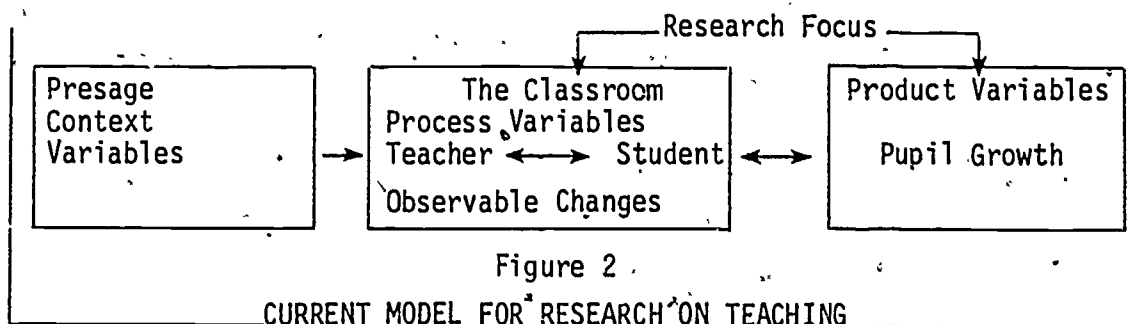 Research Focus
Presage
Context
Variables
The Classroom
Process Variables
Teacher Student
Observable Changes
Product Variables
Pupil Growth
Figure 2
CURRENT MODEL FOR RESEARCH ON TEACHING